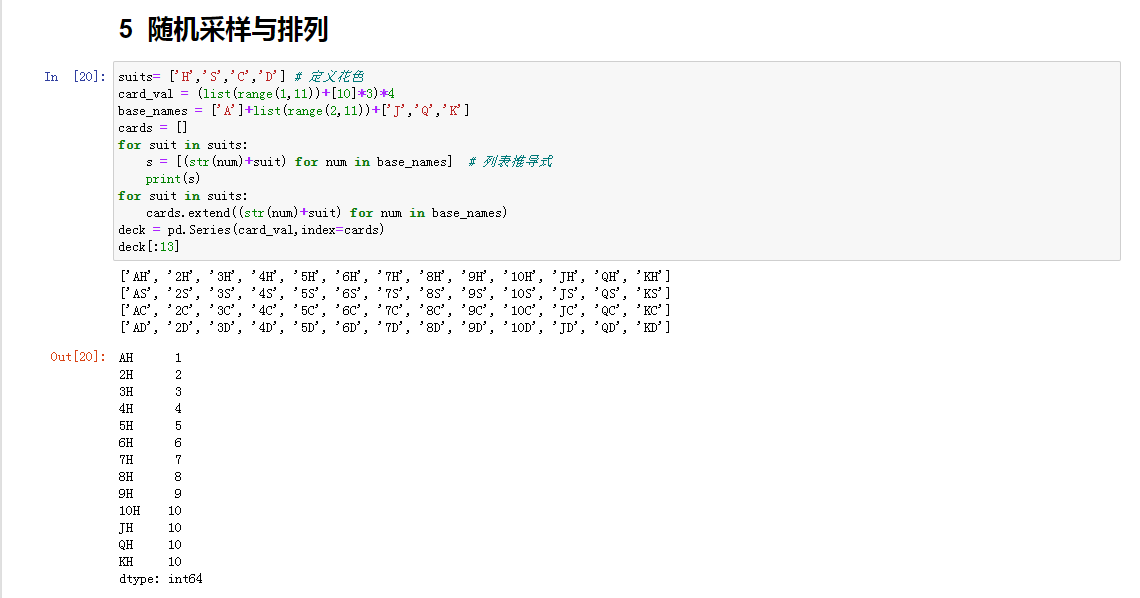 5 随机采样与排列
In [20]:
suits= ['H','S','C','D'] # 定义花色
card_val = (list(range(1,11))+[10]*3)*4
base_names = ['A']+list(range(2,11))+['J','Q','K']
cards = []
for suit in suits:
    s = [(str(num)+suit) for num in base_names]  # 列表推导式
    print(s)
for suit in suits:
    cards.extend((str(num)+suit) for num in base_names)
deck = pd.Series(card_val,index=cards)
deck[:13]
['AH', '2H', '3H', '4H', '5H', '6H', '7H', '8H', '9H', '10H', 'JH', 'QH', 'KH']
['AS', '2S', '3S', '4S', '5S', '6S', '7S', '8S', '9S', '10S', 'JS', 'QS', 'KS']
['AC', '2C', '3C', '4C', '5C', '6C', '7C', '8C', '9C', '10C', 'JC', 'QC', 'KC']
['AD', '2D', '3D', '4D', '5D', '6D', '7D', '8D', '9D', '10D', 'JD', 'QD', 'KD']
Out[20]:
AH      1
2H      2
3H      3
4H      4
5H      5
6H      6
7H      7
8H      8
9H      9
10H    10
JH     10
QH     10
KH     10
dtype: int64